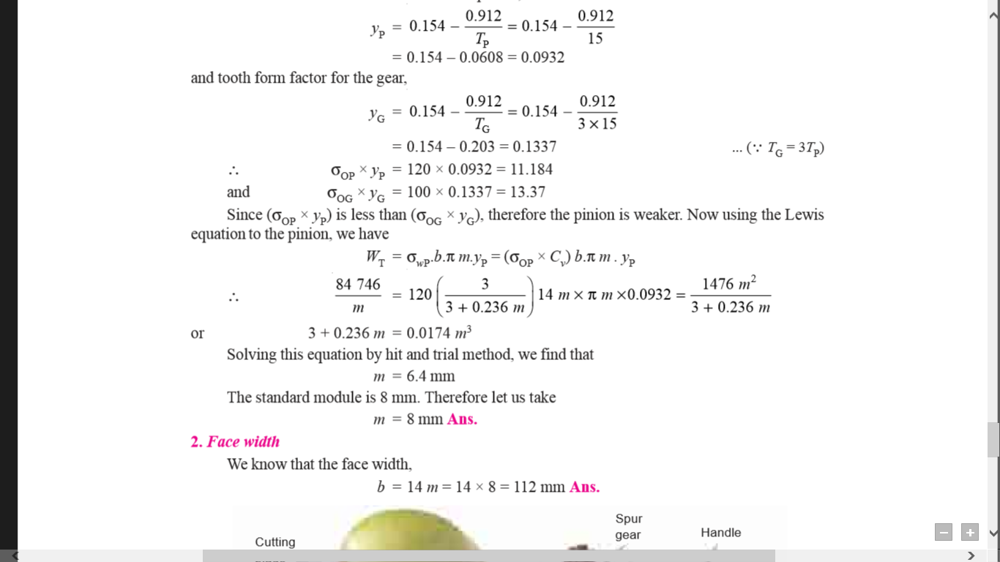 y_P = 0.154 − 0.912/T_P = 0.154 − 0.912/15
= 0.154 – 0.0608 = 0.0932
and tooth form factor for the gear,
y_G = 0.154 − 0.912/T_G = 0.154 − 0.912/(3 × 15)
= 0.154 – 0.203 = 0.1337 ... (∵ T_G = 3T_P)
∴ σ_OP × y_P = 120 × 0.0932 = 11.184
and σ_OG × y_G = 100 × 0.1337 = 13.37
Since (σ_OP × y_P) is less than (σ_OG × y_G), therefore the pinion is weaker. Now using the Lewis
equation to the pinion, we have
W_T = σ_wP.b.π m.y_P = (σ_OP × C_v) b.π m . y_P
∴ 84 746/m = 120 (3/(3 + 0.236 m)) 14 m × π m ×0.0932 = 1476 m²/(3 + 0.236 m)
or 3 + 0.236 m = 0.0174 m³
Solving this equation by hit and trial method, we find that
m = 6.4 mm
The standard module is 8 mm. Therefore let us take
m = 8 mm Ans.
2. Face width
We know that the face width,
b = 14 m = 14 × 8 = 112 mm Ans.
Spur
gear
Handle
Cutting